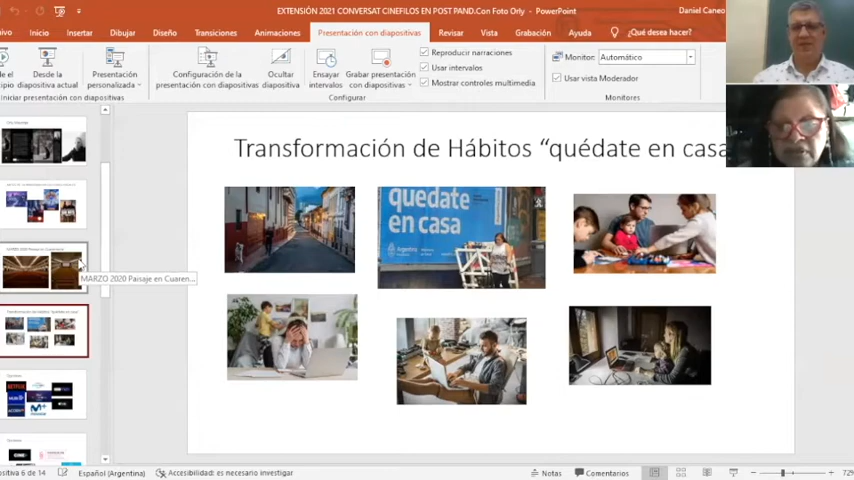 EXTENSIÓN 2021 CONVERSAT CINEFILOS EN POST PAND.Con Foto Orly - PowerPoint
Daniel Caneo
Inicio Insertar Dibujar Diseño Transiciones Animaciones Presentación con diapositivas Revisar Vista Grabación Ayuda ¿Qué desea hacer?
Desde la diapositiva actual
Presentación personalizada
Configuración de la presentación con diapositivas
Ocultar diapositiva
Ensayar intervalos
Grabar presentación con diapositivas
Reproducir narraciones
Usar intervalos
Mostrar controles multimedia
Monitor: Automático
Usar vista Moderador
Iniciar presentación con diapositivas
Configurar
Monitores
Transformación de Hábitos “quédate en casa
quédate
en casa
Argentina
MARZO 2020 Paisaje en Cuaren...
NETFLIX
Español (Argentina)
Accesibilidad: es necesario investigar
Notas
Comentarios
72%